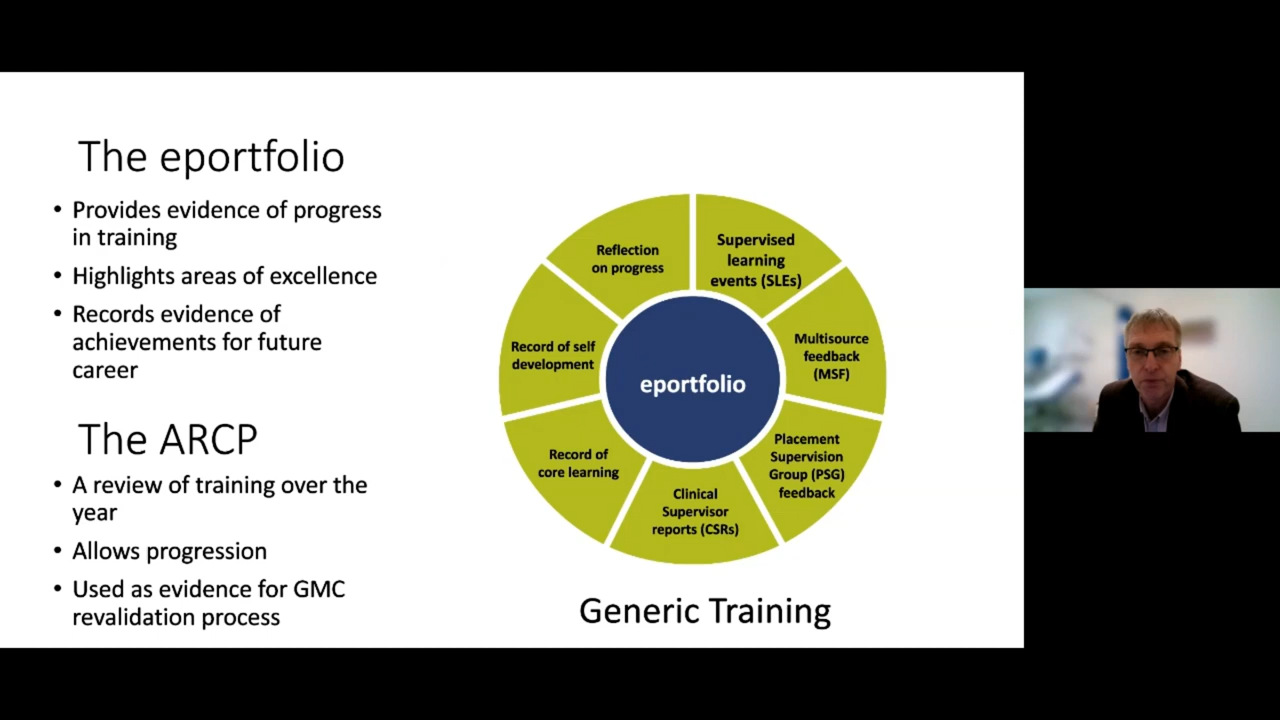 The eportfolio
• Provides evidence of progress
in training
• Highlights areas of excellence
• Records evidence of
achievements for future
career
The ARCP
• A review of training over the
year
• Allows progression
• Used as evidence for GMC
revalidation process
Reflection
on progress
Supervised
learning
events (SLEs)
Multisource
feedback
(MSF)
Placement
Supervision
Group (PSG)
feedback
Clinical
Supervisor
reports (CSRs)
Record of
core learning
Record of self
development
eportfolio
Generic Training